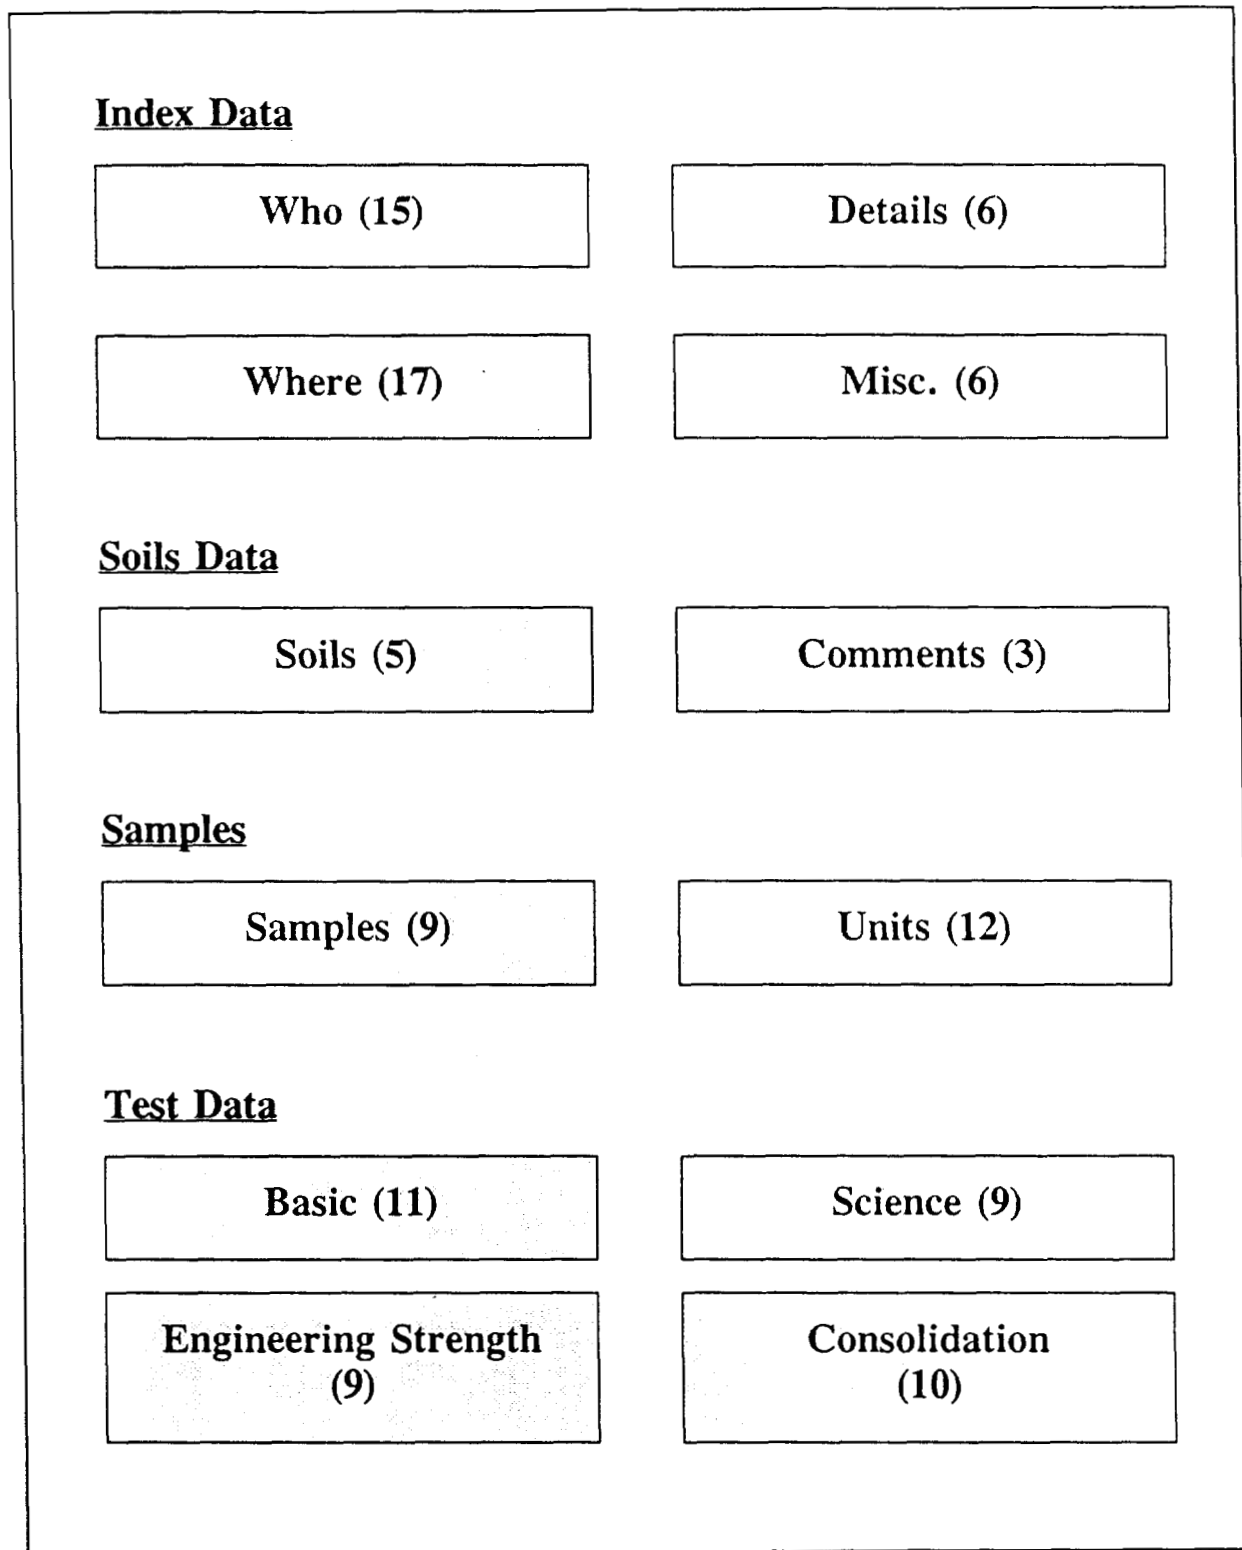 Index Data
Who (15)
Details (6)
Where (17)
Misc. (6)
Soils Data
Soils (5)
Comments (3)
Samples
Samples (9)
Units (12)
Test Data
Basic (11)
Science (9)
Engineering Strength
(9)
Consolidation
(10)